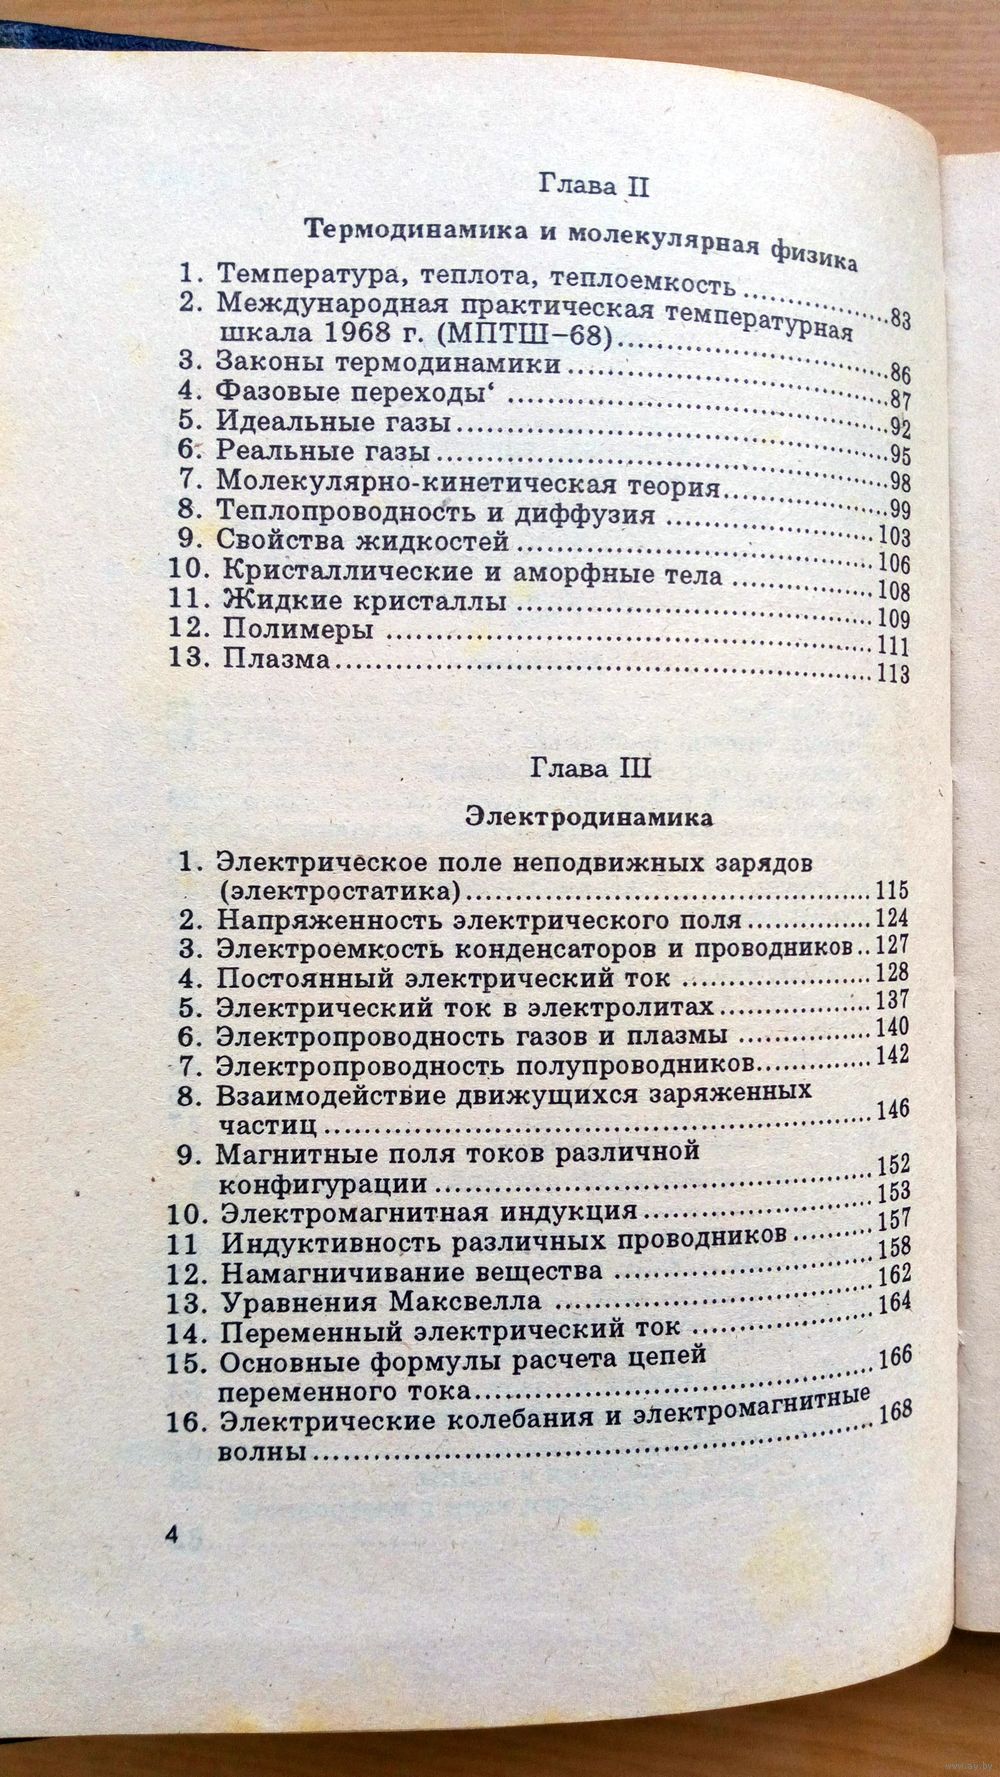 Глава II
Термодинамика и молекулярная физика
1. Температура, теплота, теплоемкость ..................83
2. Международная практическая температурная
шкала 1968 г. (МПТШ–68)..............................86
3. Законы термодинамики ..................................87
4. Фазовые переходы‘ ........................................92
5. Идеальные газы..............................................95
6. Реальные газы................................................98
7. Молекулярно-кинетическая теория..................99
8. Теплопроводность и диффузия ......................103
9. Свойства жидкостей......................................106
10. Кристаллические и аморфные тела ................108
11. Жидкие кристаллы ......................................109
12. Полимеры ....................................................111
13. Плазма........................................................113
Глава III
Электродинамика
1. Электрическое поле неподвижных зарядов
(электростатика)............................................115
2. Напряженность электрического поля................124
3. Электроемкость конденсаторов и проводников..127
4. Постоянный электрический ток ....................128
5. Электрический ток в электролитах..................137
6. Электропроводность газов и плазмы ................140
7. Электропроводность полупроводников..............142
8. Взаимодействие движущихся заряженных
частиц..........................................................146
9. Магнитные поля токов различной
конфигурации..............................................152
10. Электромагнитная индукция..........................153
11 Индуктивность различных проводников..........157
12. Намагничивание вещества ............................158
13. Уравнения Максвелла ..................................162
14. Переменный электрический ток ....................164
15. Основные формулы расчета цепей
переменного тока..........................................166
16. Электрические колебания и электромагнитные
волны..........................................................168
4
www.ay.by